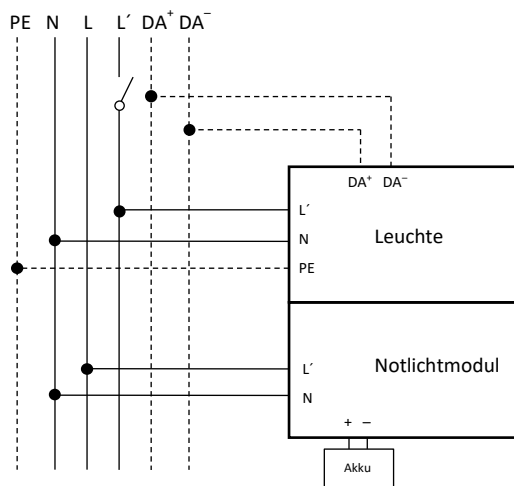 PE N L L´ DA⁺ DA⁻
DA⁺ DA⁻
L´
N
Leuchte
PE
L´
Notlichtmodul
N
+ −
Akku